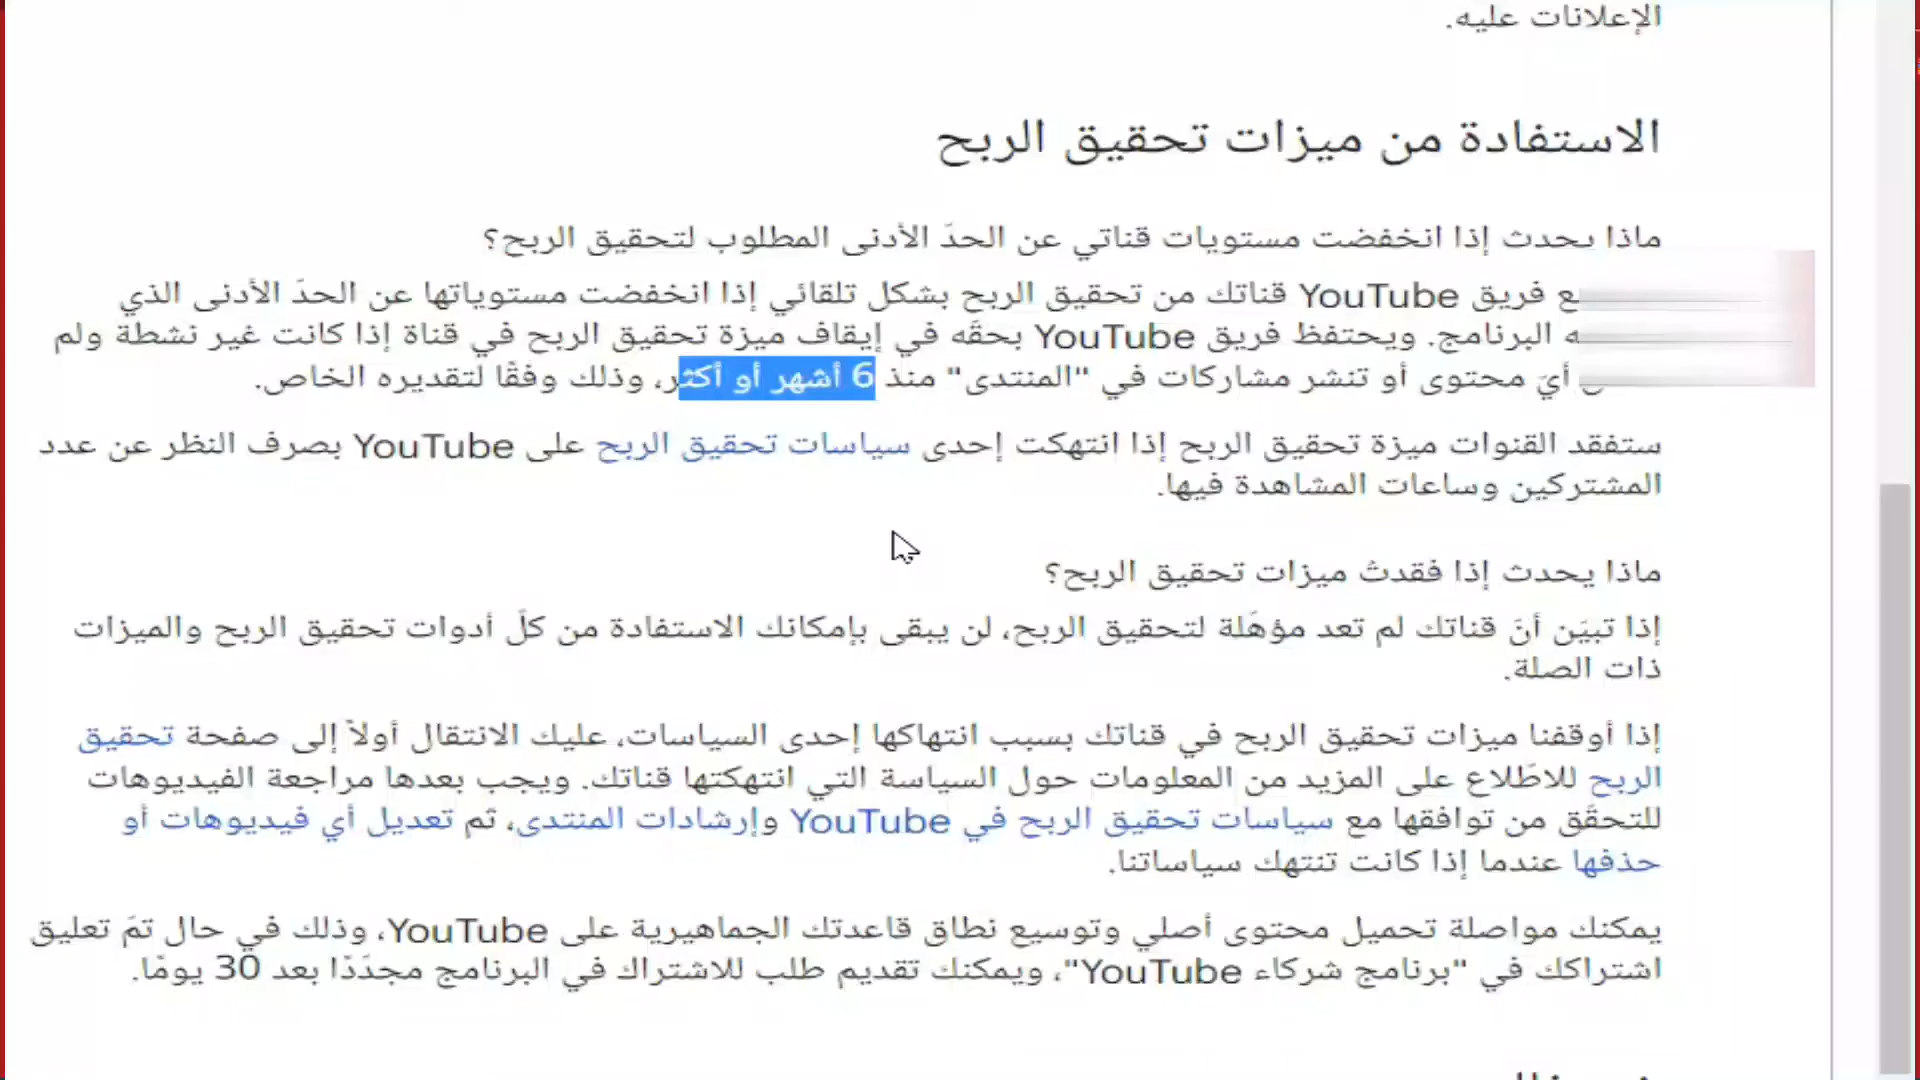 الإعلانات عليه.
الاستفادة من ميزات تحقيق الربح
ماذا يحدث إذا انخفضت مستويات قناتي عن الحدّ الأدنى المطلوب لتحقيق الربح؟
فريق YouTube قناتك من تحقيق الربح بشكل تلقائي إذا انخفضت مستوياتها عن الحدّ الأدنى الذي
البرنامج. ويحتفظ فريق YouTube بحقّه في إيقاف ميزة تحقيق الربح في قناة إذا كانت غير نشطة ولم
أيّ محتوى أو تنشر مشاركات في "المنتدى" منذ 6 أشهر أو أكثر، وذلك وفقًا لتقديره الخاص.
ستفقد القنوات ميزة تحقيق الربح إذا انتهكت إحدى سياسات تحقيق الربح على YouTube بصرف النظر عن عدد
المشتركين وساعات المشاهدة فيها.
ماذا يحدث إذا فقدتُ ميزات تحقيق الربح؟
إذا تبيّن أنّ قناتك لم تعد مؤهّلة لتحقيق الربح، لن يبقى بإمكانك الاستفادة من كلّ أدوات تحقيق الربح والميزات
ذات الصلة.
إذا أوقفنا ميزات تحقيق الربح في قناتك بسبب انتهاكها إحدى السياسات، عليك الانتقال أولاً إلى صفحة تحقيق
الربح للاطّلاع على المزيد من المعلومات حول السياسة التي انتهكتها قناتك. ويجب بعدها مراجعة الفيديوهات
للتحقّق من توافقها مع سياسات تحقيق الربح في YouTube وإرشادات المنتدى، ثم تعديل أي فيديوهات أو
حذفها عندما إذا كانت تنتهك سياساتنا.
يمكنك مواصلة تحميل محتوى أصلي وتوسيع نطاق قاعدتك الجماهيرية على YouTube، وذلك في حال تمّ تعليق
اشتراكك في "برنامج شركاء YouTube"، ويمكنك تقديم طلب للاشتراك في البرنامج مجدّدًا بعد 30 يومًا.